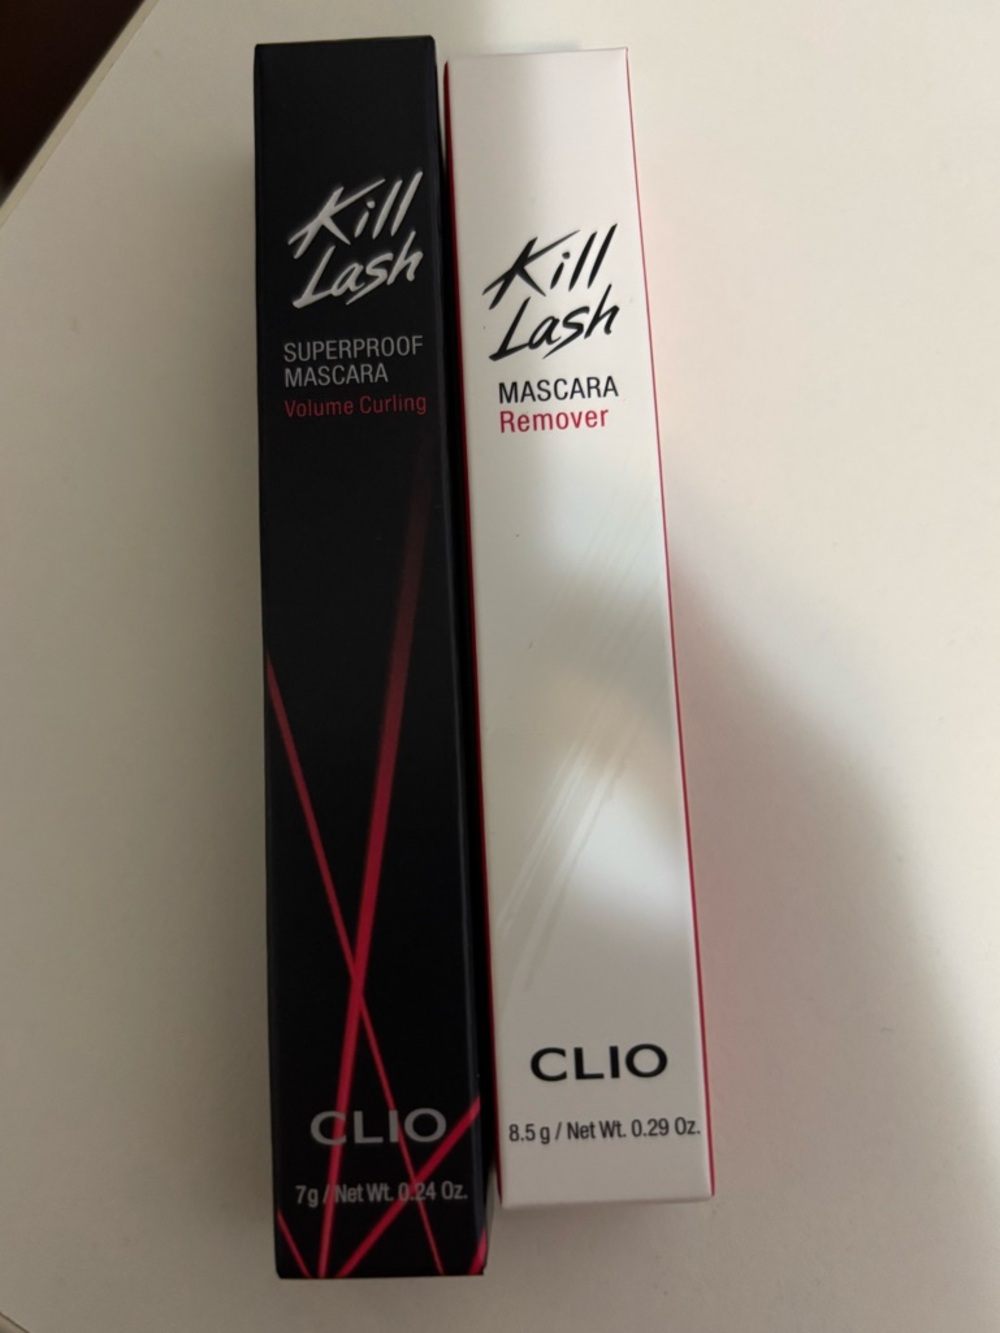 Kill
Lash
SUPERPROOF
MASCARA
Volume Curling
CLIO
7g / Net Wt. 0.24 Oz.
Kill
Lash
MASCARA
Remover
CLIO
8.5 g / Net Wt. 0.29 Oz.